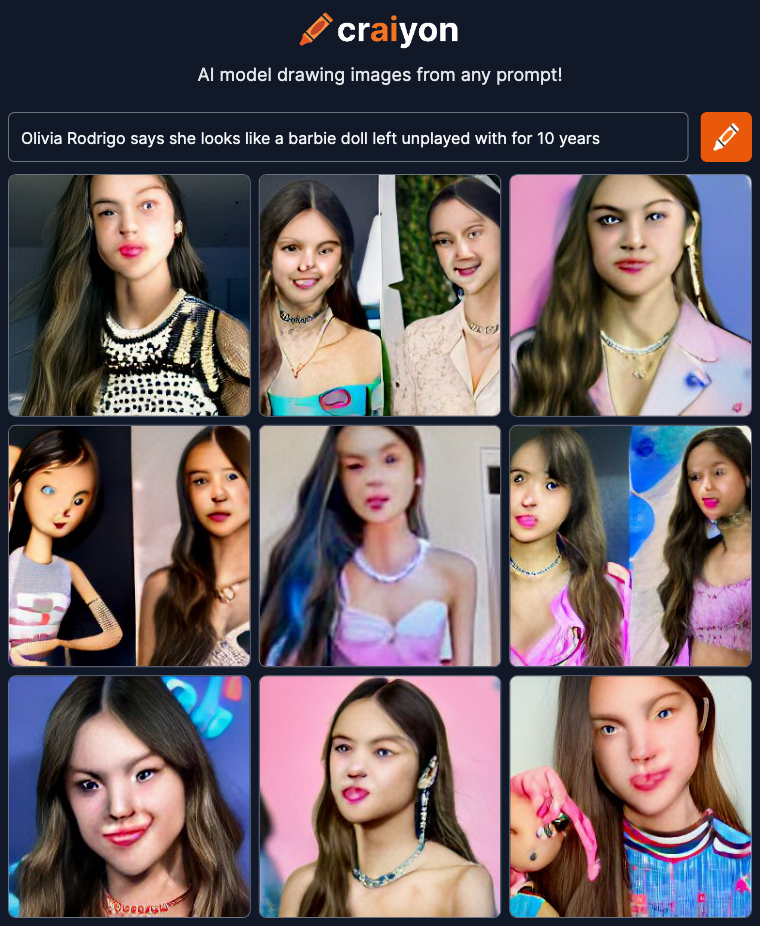 craiyon
AI model drawing images from any prompt!
Olivia Rodrigo says she looks like a barbie doll left unplayed with for 10 years